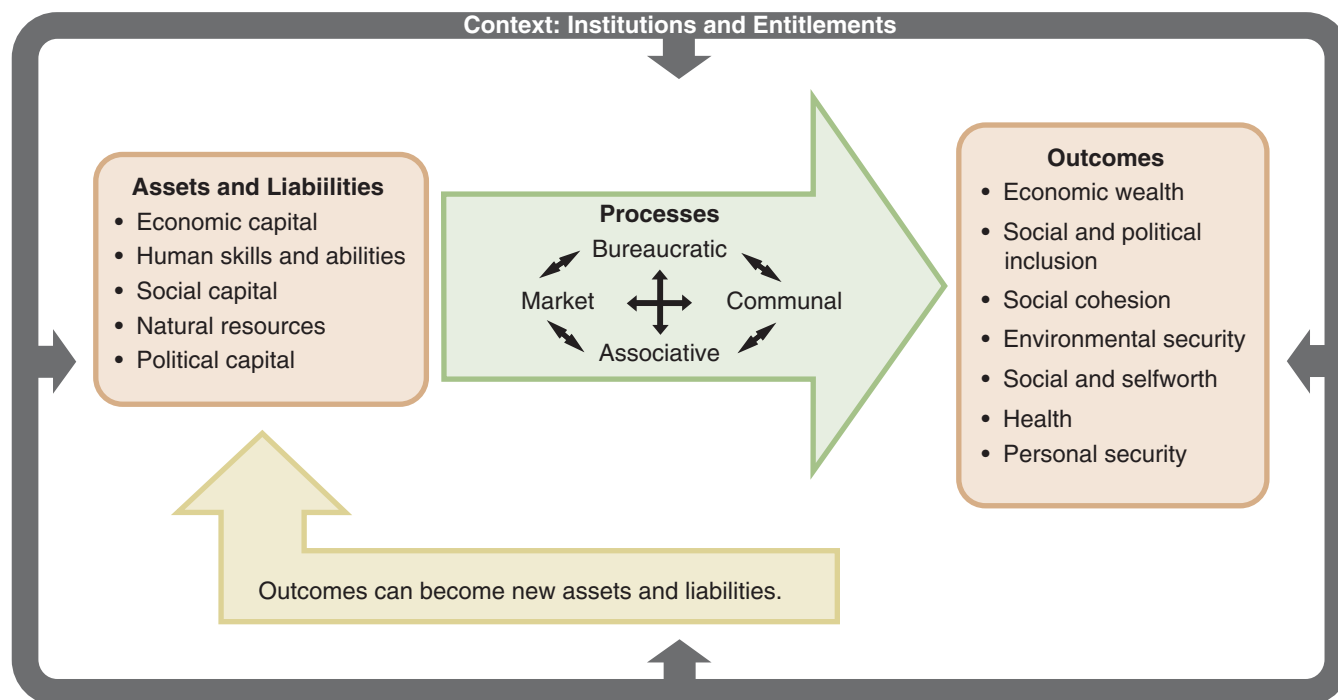 Context: Institutions and Entitlements
Assets and Liabiilities
• Economic capital
• Human skills and abilities
• Social capital
• Natural resources
• Political capital
Processes
Bureaucratic
Market
Communal
Associative
Outcomes
• Economic wealth
• Social and political
inclusion
• Social cohesion
• Environmental security
• Social and selfworth
• Health
• Personal security
Outcomes can become new assets and liabilities.